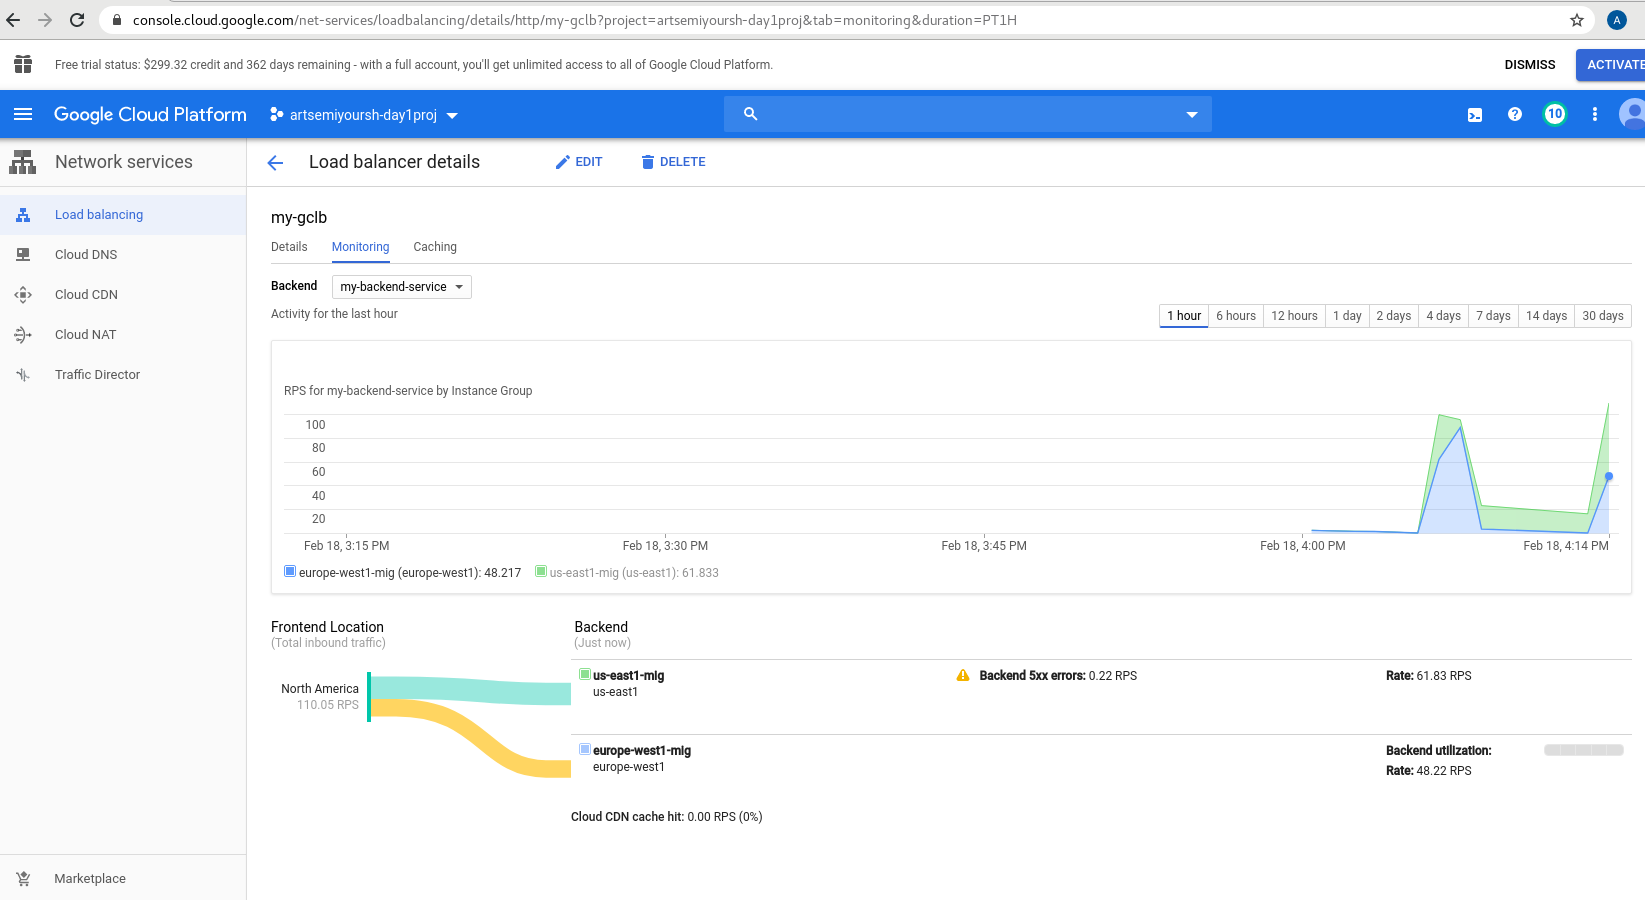 console.cloud.google.com/net-services/loadbalancing/details/http/my-gclb?project=artsemiyoursh-day1proj&tab=monitoring&duration=PT1H
A
Free trial status: $299.32 credit and 362 days remaining - with a full account, you'll get unlimited access to all of Google Cloud Platform.
DISMISS
ACTIVATE
Google Cloud Platform
artsemiyoursh-day1proj
10
Network services
Load balancer details
EDIT
DELETE
Load balancing
Cloud DNS
Cloud CDN
Cloud NAT
Traffic Director
Marketplace
my-gclb
Details Monitoring Caching
Backend my-backend-service
Activity for the last hour
1 hour 6 hours 12 hours 1 day 2 days 4 days 7 days 14 days 30 days
RPS for my-backend-service by Instance Group
100
80
60
40
20
Feb 18, 3:15 PM Feb 18, 3:30 PM Feb 18, 3:45 PM Feb 18, 4:00 PM Feb 18, 4:14 PM
europe-west1-mig (europe-west1): 48.217 us-east1-mig (us-east1): 61.833
Frontend Location
(Total inbound traffic)
Backend
(Just now)
North America
110.05 RPS
us-east1-mig
us-east1
Backend 5xx errors: 0.22 RPS
Rate: 61.83 RPS
europe-west1-mig
europe-west1
Backend utilization:
Rate: 48.22 RPS
Cloud CDN cache hit: 0.00 RPS (0%)